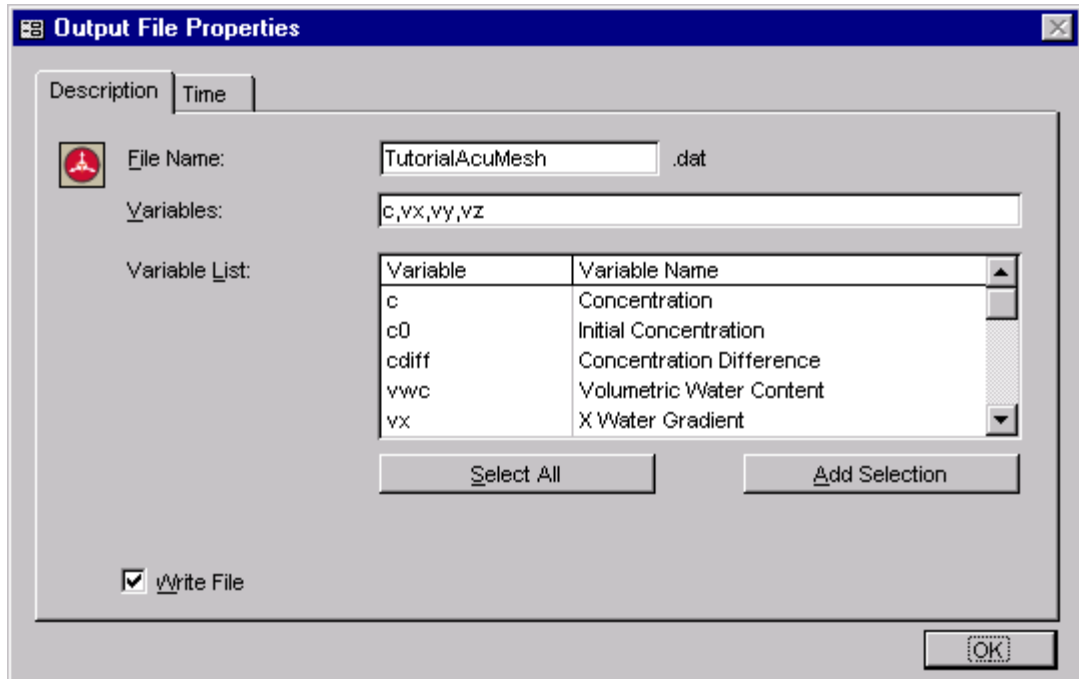 Output File Properties
Description Time
File Name: TutorialAcuMesh .dat
Variables: c,vx,vy,vz
Variable List: Variable Variable Name
c Concentration
c0 Initial Concentration
cdiff Concentration Difference
vwc Volumetric Water Content
vx X Water Gradient
Select All Add Selection
Write File
OK